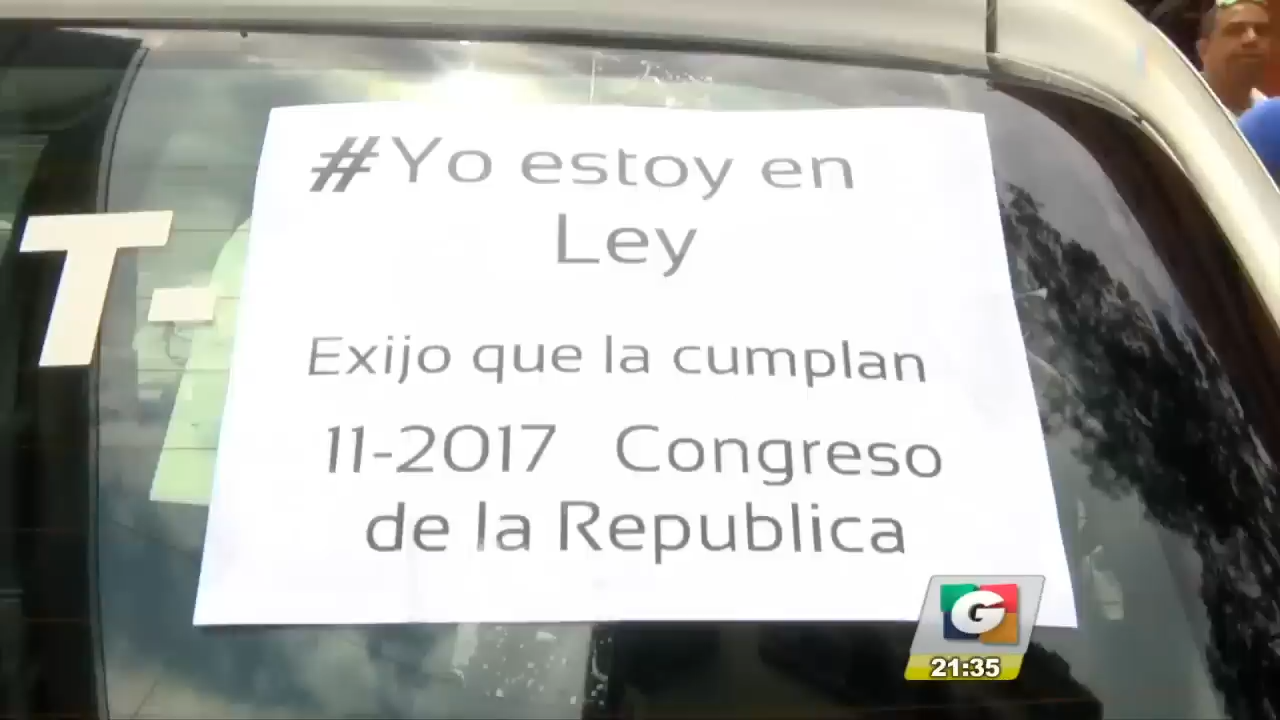 #Yo estoy en
Ley
Exijo que la cumplan
11-2017 Congreso
de la Republica
T-
G
21:35